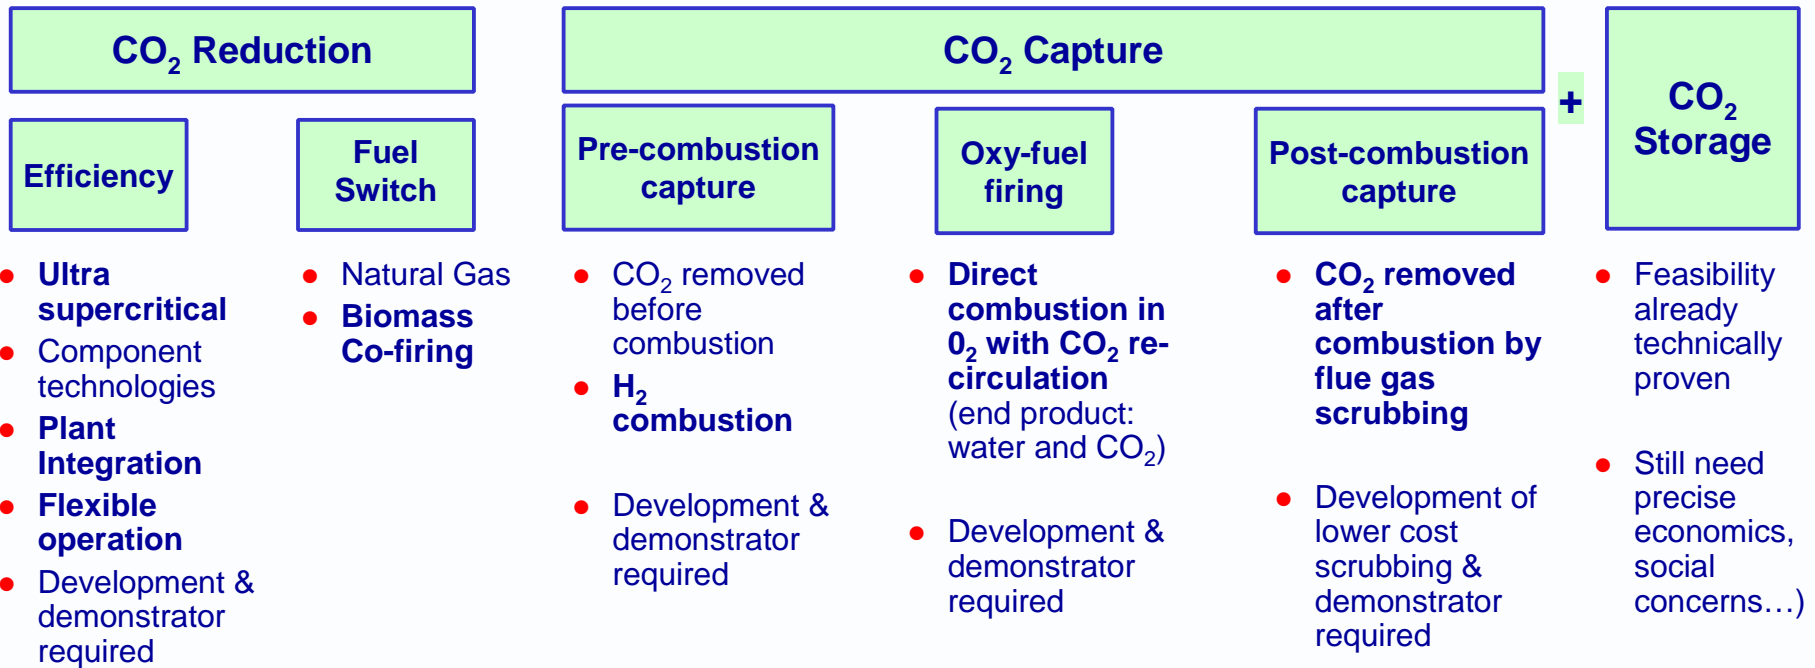 CO₂ Reduction
Efficiency
● Ultra
supercritical
● Component
technologies
● Plant
Integration
● Flexible
operation
● Development &
demonstrator
required
Fuel
Switch
● Natural Gas
● Biomass
Co-firing
CO₂ Capture
Pre-combustion
capture
● CO₂ removed
before
combustion
● H₂
combustion
● Development &
demonstrator
required
Oxy-fuel
firing
● Direct
combustion in
0₂ with CO₂ re-
circulation
(end product:
water and CO₂)
● Development &
demonstrator
required
Post-combustion
capture
● CO₂ removed
after
combustion by
flue gas
scrubbing
● Development of
lower cost
scrubbing &
demonstrator
required
+
CO₂
Storage
● Feasibility
already
technically
proven
● Still need
precise
economics,
social
concerns…)